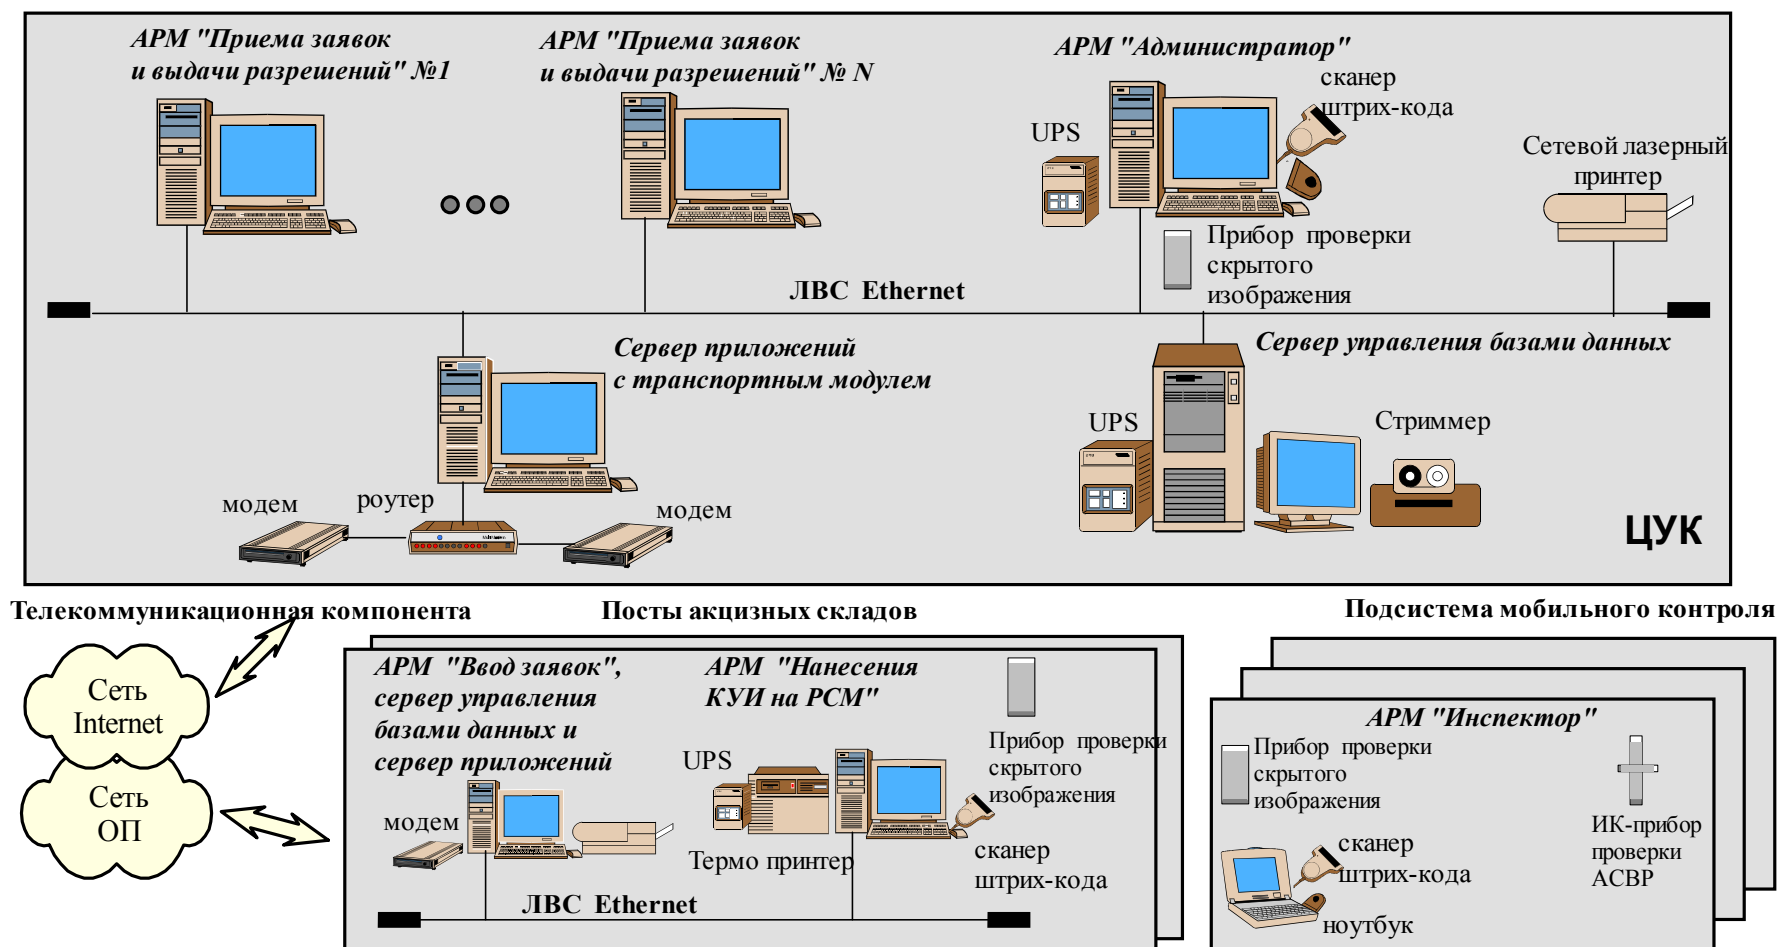 АРМ "Приема заявок
и выдачи разрешений" №1
АРМ "Приема заявок
и выдачи разрешений" № N
АРМ "Администратор"
сканер
штрих-кода
UPS
Сетевой лазерный
принтер
Прибор проверки
скрытого
изображения
ЛВС Ethernet
Сервер приложений
с транспортным модулем
Сервер управления базами данных
UPS
Стриммер
модем
роутер
модем
ЦУК
Телекоммуникационная компонента
Посты акцизных складов
Подсистема мобильного контроля
Сеть
Internet
Сеть
ОП
АРМ "Ввод заявок",
сервер управления
базами данных и
сервер приложений
АРМ "Нанесения
КУИ на РСМ"
UPS
Прибор проверки
скрытого
изображения
модем
Термо принтер
сканер
штрих-кода
ЛВС Ethernet
АРМ "Инспектор"
Прибор проверки
скрытого
изображения
ИК-прибор
проверки
АСВР
сканер
штрих-кода
ноутбук